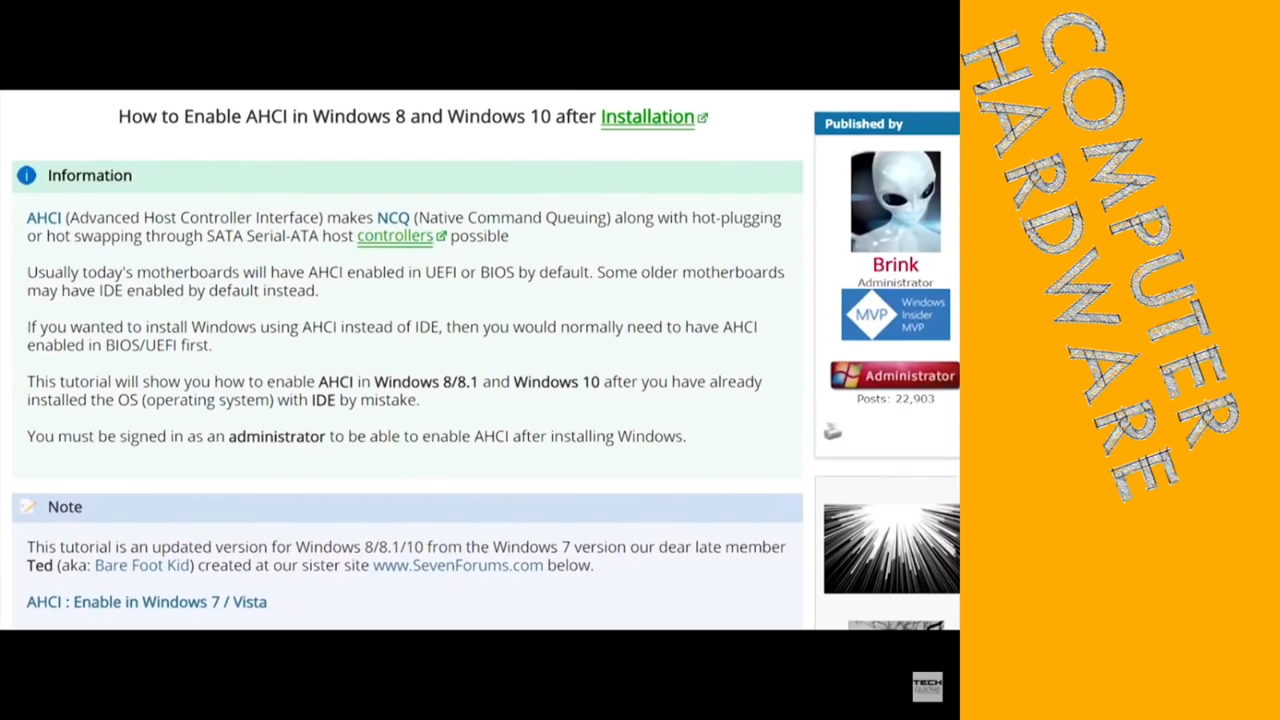 How to Enable AHCI in Windows 8 and Windows 10 after Installation
Information
AHCI (Advanced Host Controller Interface) makes NCQ (Native Command Queuing) along with hot-plugging
or hot swapping through SATA Serial-ATA host controllers possible
Usually today's motherboards will have AHCI enabled in UEFI or BIOS by default. Some older motherboards
may have IDE enabled by default instead.
If you wanted to install Windows using AHCI instead of IDE, then you would normally need to have AHCI
enabled in BIOS/UEFI first.
This tutorial will show you how to enable AHCI in Windows 8/8.1 and Windows 10 after you have already
installed the OS (operating system) with IDE by mistake.
You must be signed in as an administrator to be able to enable AHCI after installing Windows.
Note
This tutorial is an updated version for Windows 8/8.1/10 from the Windows 7 version our dear late member
Ted (aka: Bare Foot Kid) created at our sister site www.SevenForums.com below.
AHCI : Enable in Windows 7 / Vista
Published by
Brink
Administrator
MVP
Windows
Insider
MVP
Administrator
Posts: 22,903
COMPUTER
HARDWARE
TECH